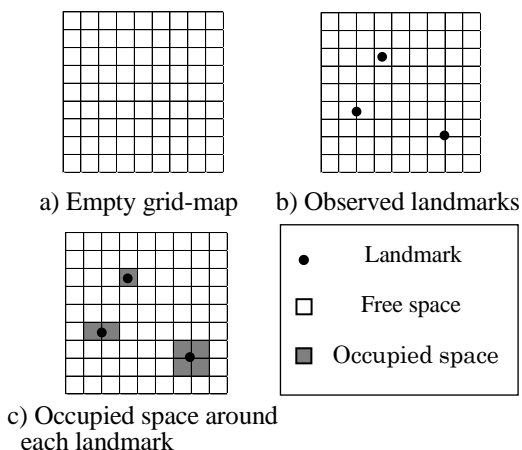 a) Empty grid-map
b) Observed landmarks
c) Occupied space around
each landmark
Landmark
Free space
Occupied space